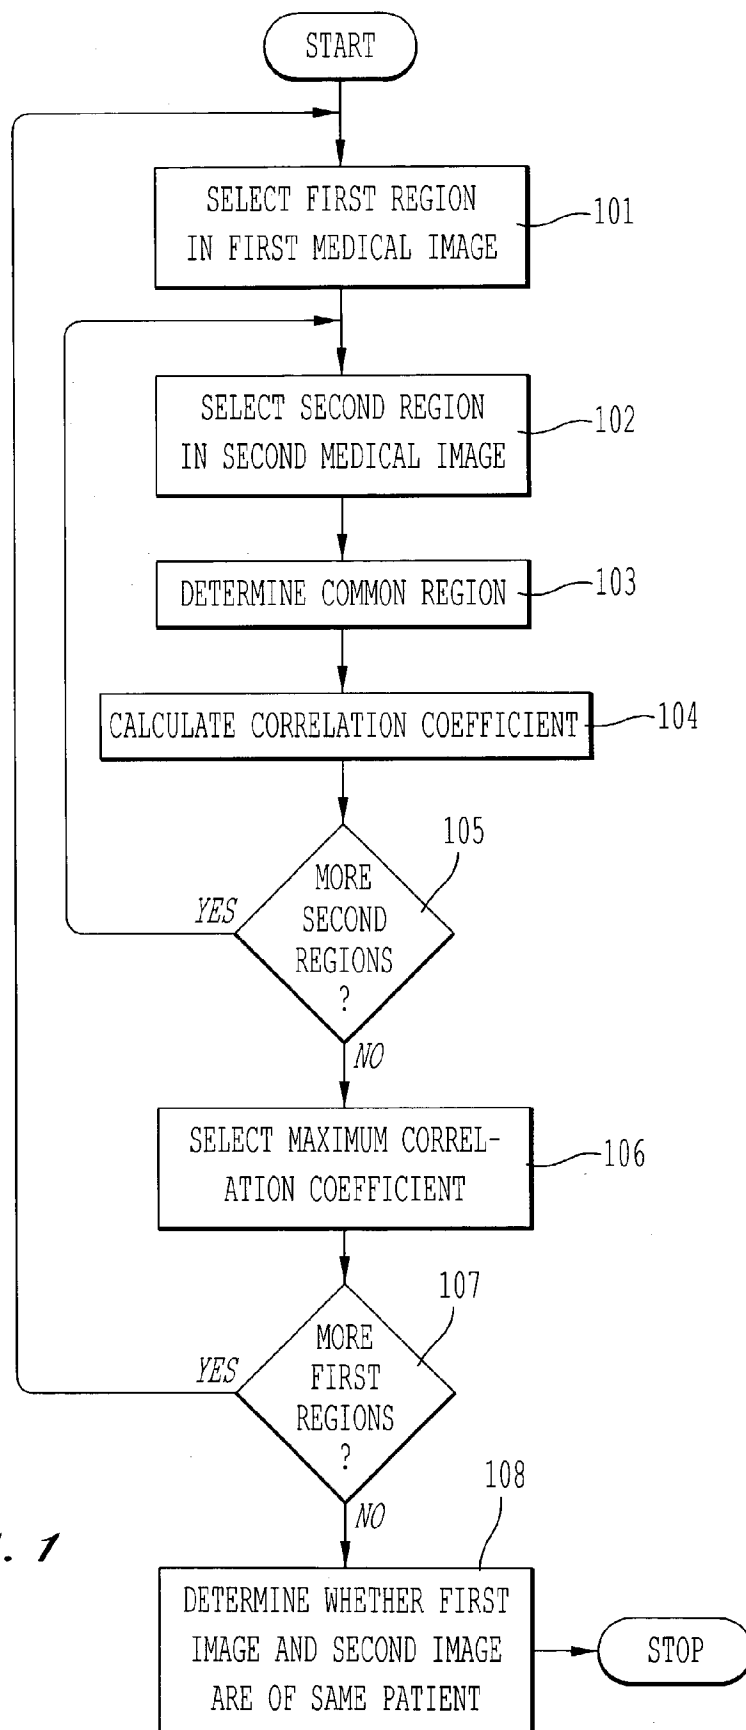 START
SELECT FIRST REGION
IN FIRST MEDICAL IMAGE
101
SELECT SECOND REGION
IN SECOND MEDICAL IMAGE
102
DETERMINE COMMON REGION
103
CALCULATE CORRELATION COEFFICIENT
104
105
MORE
SECOND
REGIONS
?
YES
NO
SELECT MAXIMUM CORREL-
ATION COEFFICIENT
106
107
MORE
FIRST
REGIONS
?
YES
NO
108
. 1
DETERMINE WHETHER FIRST
IMAGE AND SECOND IMAGE
ARE OF SAME PATIENT
STOP